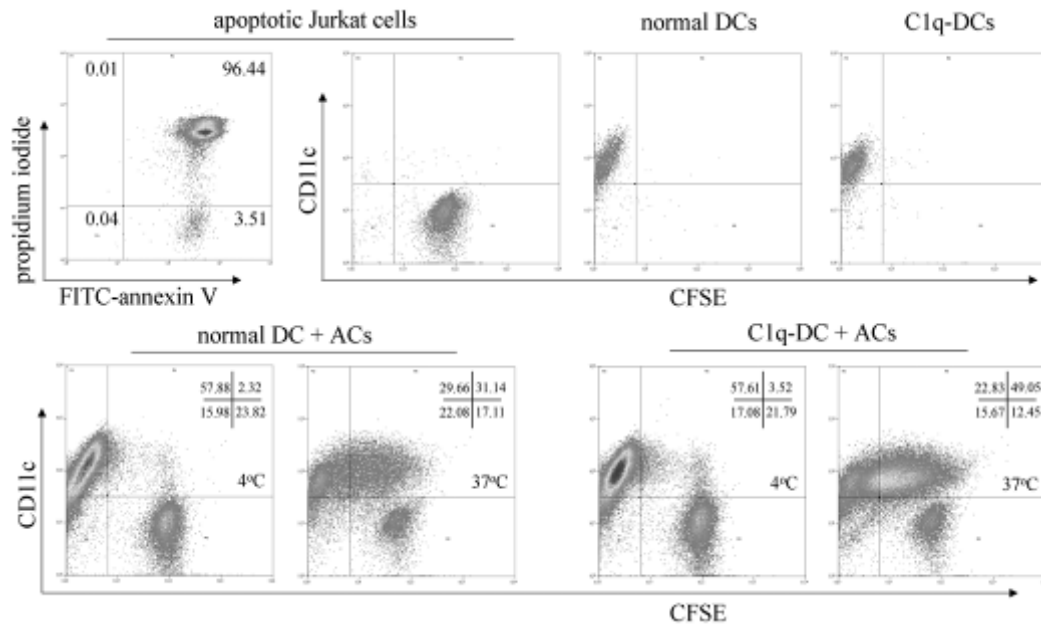 apoptotic Jurkat cells
normal DCs
C1q-DCs
0.01 96.44
0.04 3.51
propidium iodide
FITC-annexin V
CD11c
CFSE
normal DC + ACs
C1q-DC + ACs
57.88 2.32
15.98 23.82
4ºC
29.66 31.14
22.08 17.11
37ºC
57.61 3.52
17.08 21.79
4ºC
22.83 49.05
15.67 12.45
37ºC
CD11c
CFSE